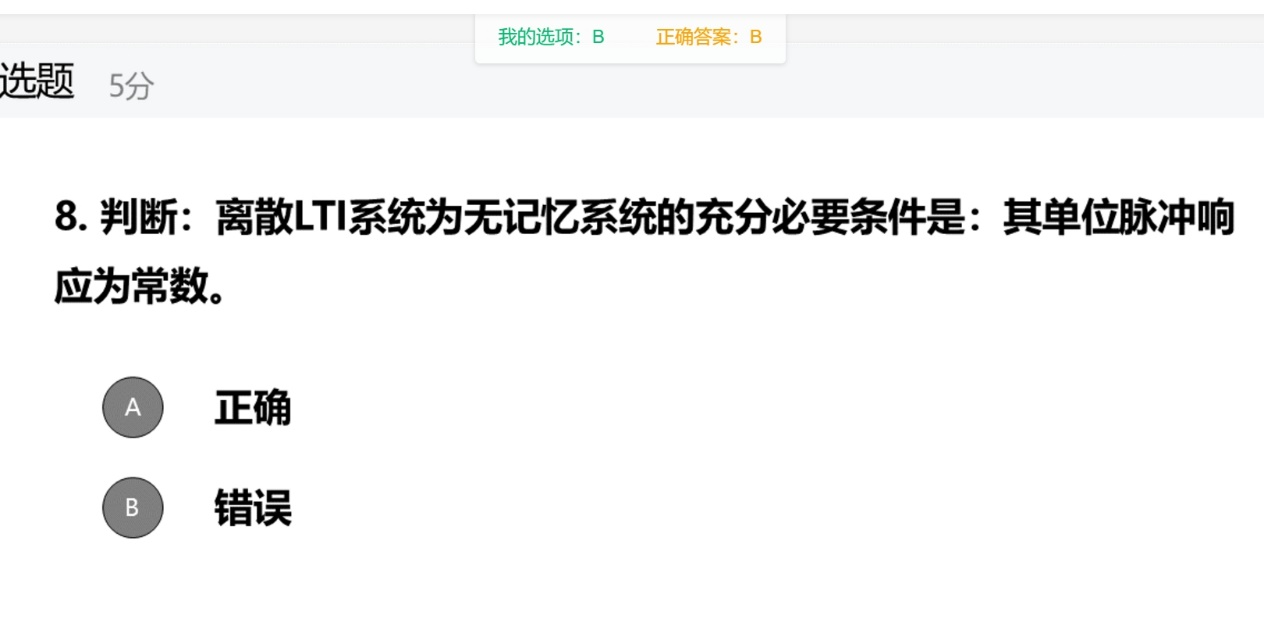 我的选项：B 正确答案：B
选题 5分
8. 判断：离散LTI系统为无记忆系统的充分必要条件是：其单位脉冲响
应为常数。
A 正确
B 错误